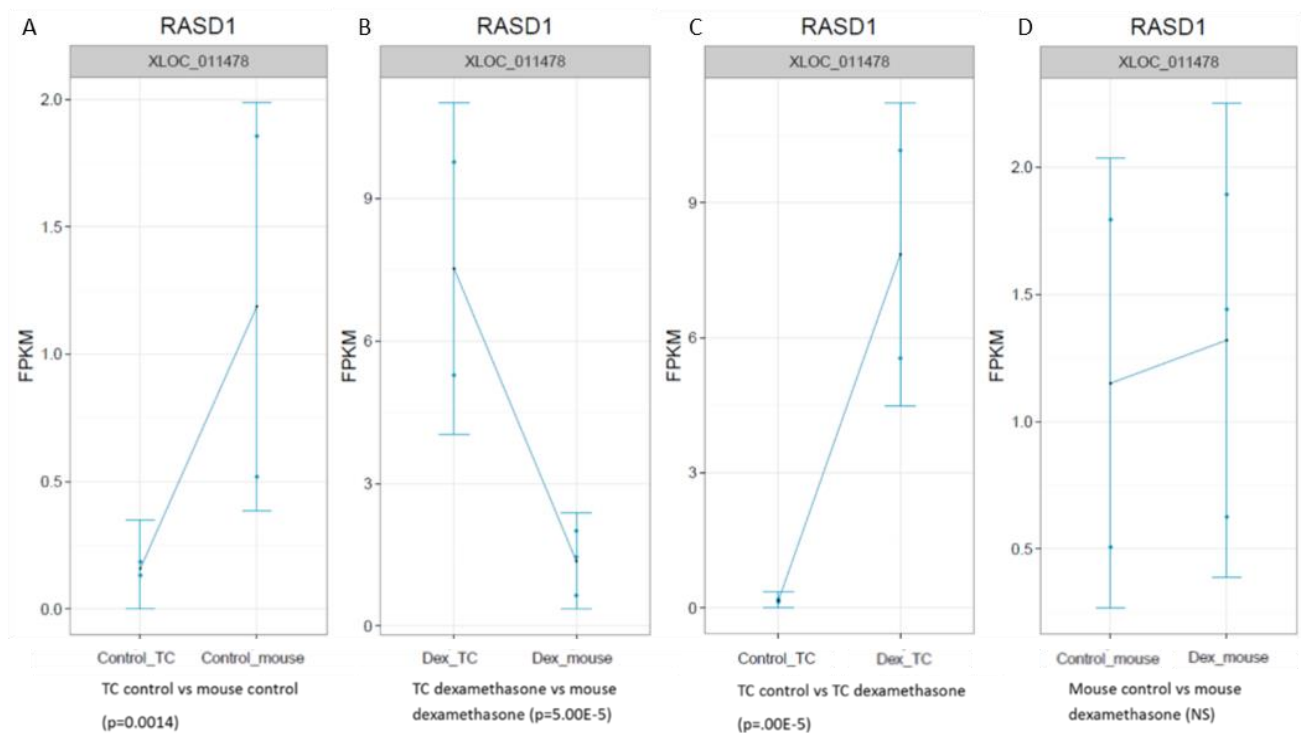 A
RASD1
XLOC_011478
FPKM
2.0
1.5
1.0
0.5
0.0
Control_TC Control_mouse
TC control vs mouse control
(p=0.0014)
B
RASD1
XLOC_011478
FPKM
9
6
3
0
Dex_TC Dex_mouse
TC dexamethasone vs mouse
dexamethasone (p=5.00E-5)
C
RASD1
XLOC_011478
FPKM
9
6
3
0
Control_TC Dex_TC
TC control vs TC dexamethasone
(p=.00E-5)
D
RASD1
XLOC_011478
FPKM
2.0
1.5
1.0
0.5
Control_mouse Dex_mouse
Mouse control vs mouse
dexamethasone (NS)